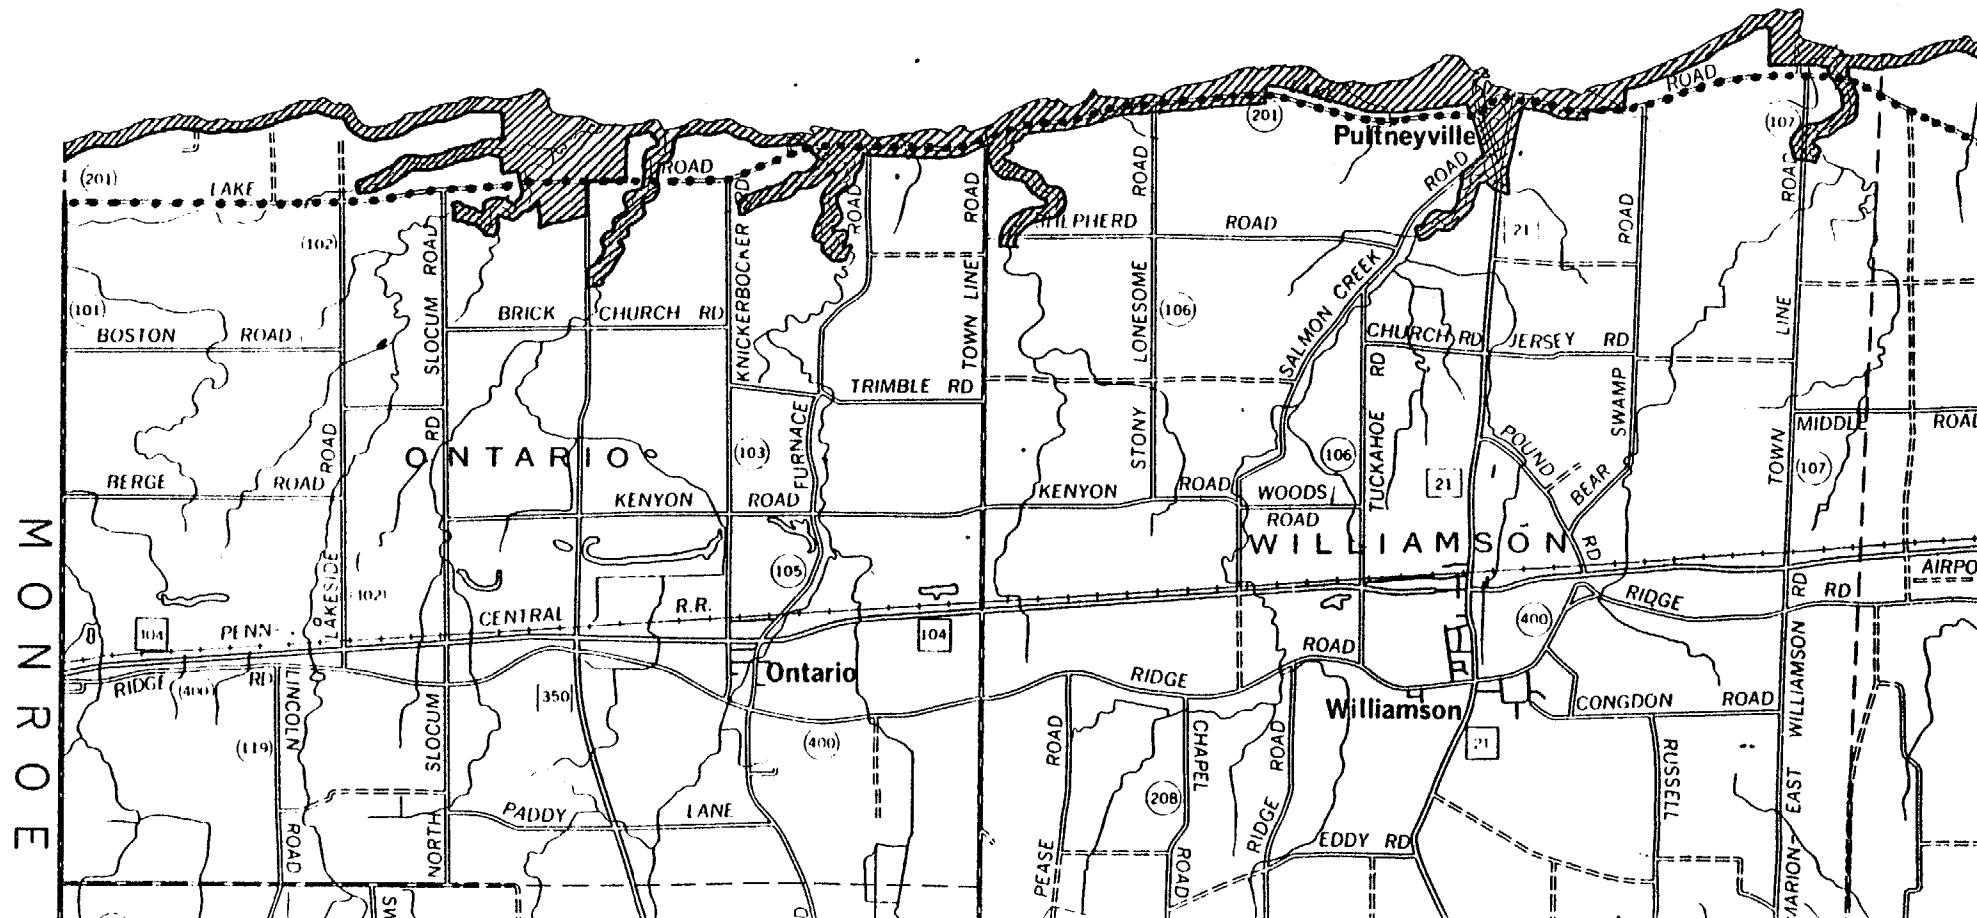 ROAD
(201)
Pultneyville
(107)
(201)
LAKE
ROAD
ROAD
ROAD
ROAD
ROAD
ROAD
ROAD
SHEPHERD
ROAD
21
ROAD
(102)
SLOCUM ROAD
KNICKERBOCKER RD
TOWN LINE
LONESOME
SALMON CREEK
(101)
BRICK
CHURCH RD
(106)
LINE
BOSTON
ROAD
CHURCH RD
JERSEY
RD
TRIMBLE RD
RD
SWAMP
MIDDLE
ROAD
ONTARIO
RD
ROAD
(103)
FURNACE
STONY
(106)
TUCKAHOE
POUND
BEAR
RD
TOWN
(107)
BERGE
ROAD
KENYON
ROAD
KENYON
ROAD
WOODS
ROAD
21
WILLIAMSON
MONROE
LAKESIDE
(102)
(105)
AIRPO
CENTRAL
R.R.
104
PENN
104
RIDGE
RD
(400)
RIDGE
(400)
RD
LINCOLN
Ontario
RIDGE
ROAD
350
Williamson
CONGDON
ROAD
(119)
SLOCUM
(400)
ROAD
CHAPEL
ROAD
21
RUSSELL
WILLIAMSON RD
PADDY
LANE
208
RIDGE
EDDY RD
ROAD
NORTH
PEASE
ROAD
MARION-EAST
SW